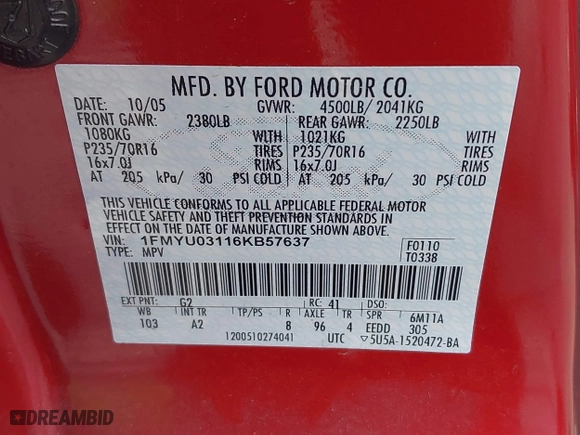 MFD. BY FORD MOTOR CO.
DATE: 10/05 GVWR: 4500LB/ 2041KG
FRONT GAWR: 2380LB REAR GAWR: 2250LB
1080KG WITH 1021KG WITH
P235/70R16 TIRES P235/70R16 TIRES
16x7.0J RIMS 16x7.0J RIMS
AT 205 kPa/ 30 PSI COLD AT 205 kPa/ 30 PSI COLD
THIS VEHICLE CONFORMS TO ALL APPLICABLE FEDERAL MOTOR
VEHICLE SAFETY AND THEFT PREVENTION STANDARDS IN
EFFECT ON THE DATE OF MANUFACTURE SHOWN ABOVE.
VIN: 1FMYU03116KB57637 F0110
TYPE: MPV T0338
EXT PNT: G2 RC: 41 DSO:
WB INT TR TP/PS R AXLE TR SPR 6M11A
103 A2 8 96 4 EEDD 305
1200510274041 UTC ▽5U5A-1520472-BA
DREAMBID